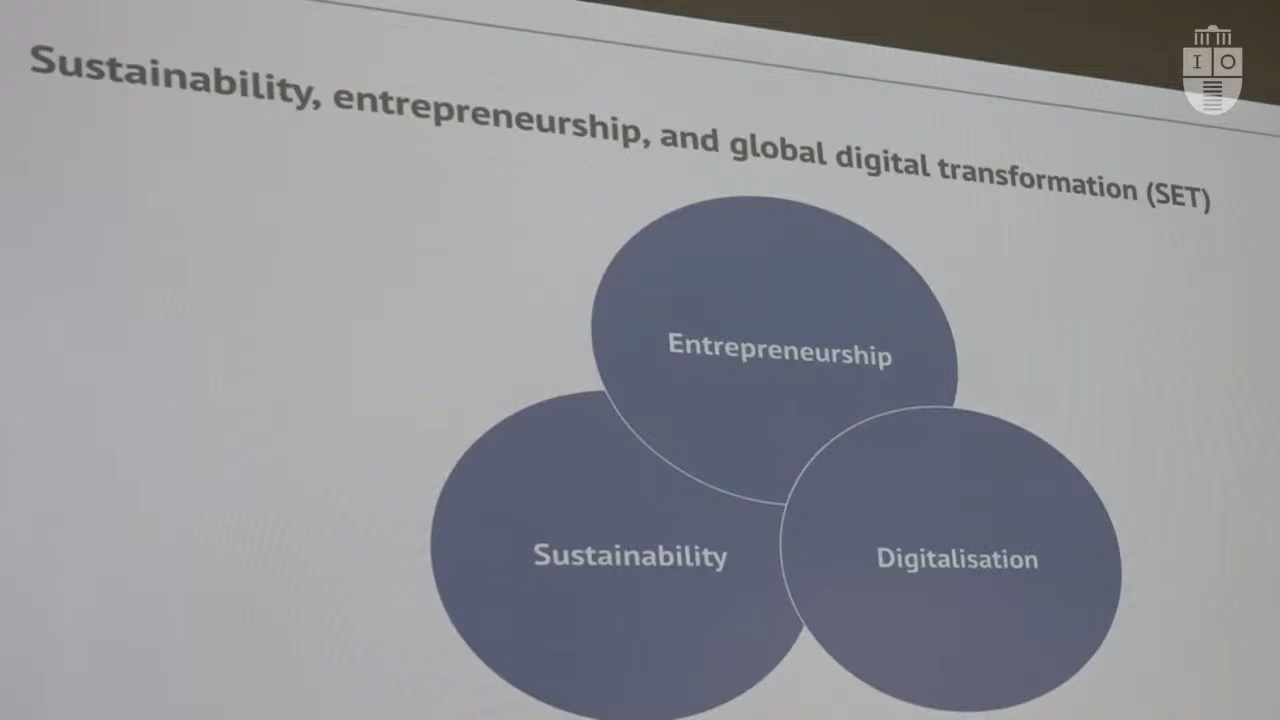 I O
Sustainability, entrepreneurship, and global digital transformation (SET)
Entrepreneurship
Sustainability
Digitalisation